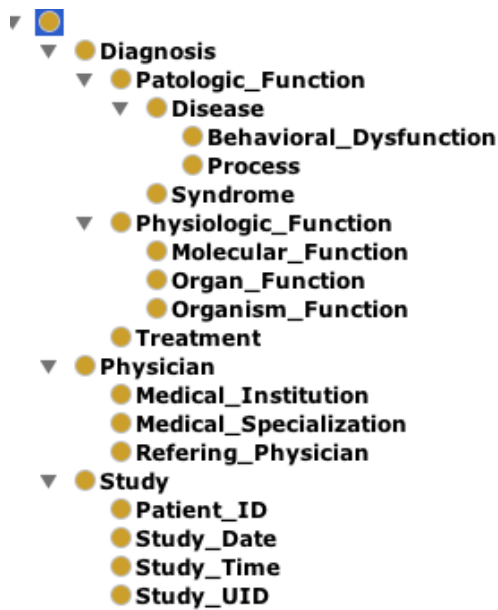 Diagnosis
Patologic_Function
Disease
Behavioral_Dysfunction
Process
Syndrome
Physiologic_Function
Molecular_Function
Organ_Function
Organism_Function
Treatment
Physician
Medical_Institution
Medical_Specialization
Refering_Physician
Study
Patient_ID
Study_Date
Study_Time
Study_UID